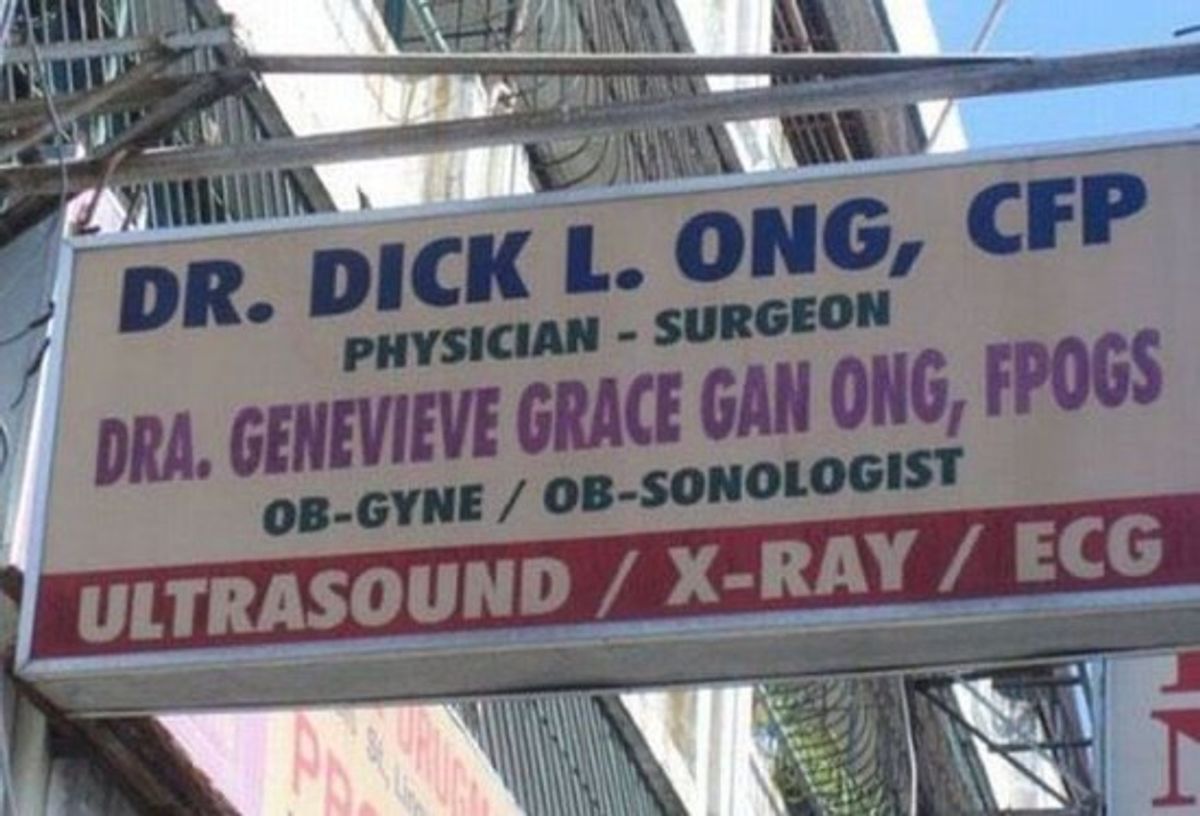 DR. DICK L. ONG, CFP
PHYSICIAN - SURGEON
DRA. GENEVIEVE GRACE GAN ONG, FPOGS
OB-GYNE / OB-SONOLOGIST
ULTRASOUND / X-RAY / ECG